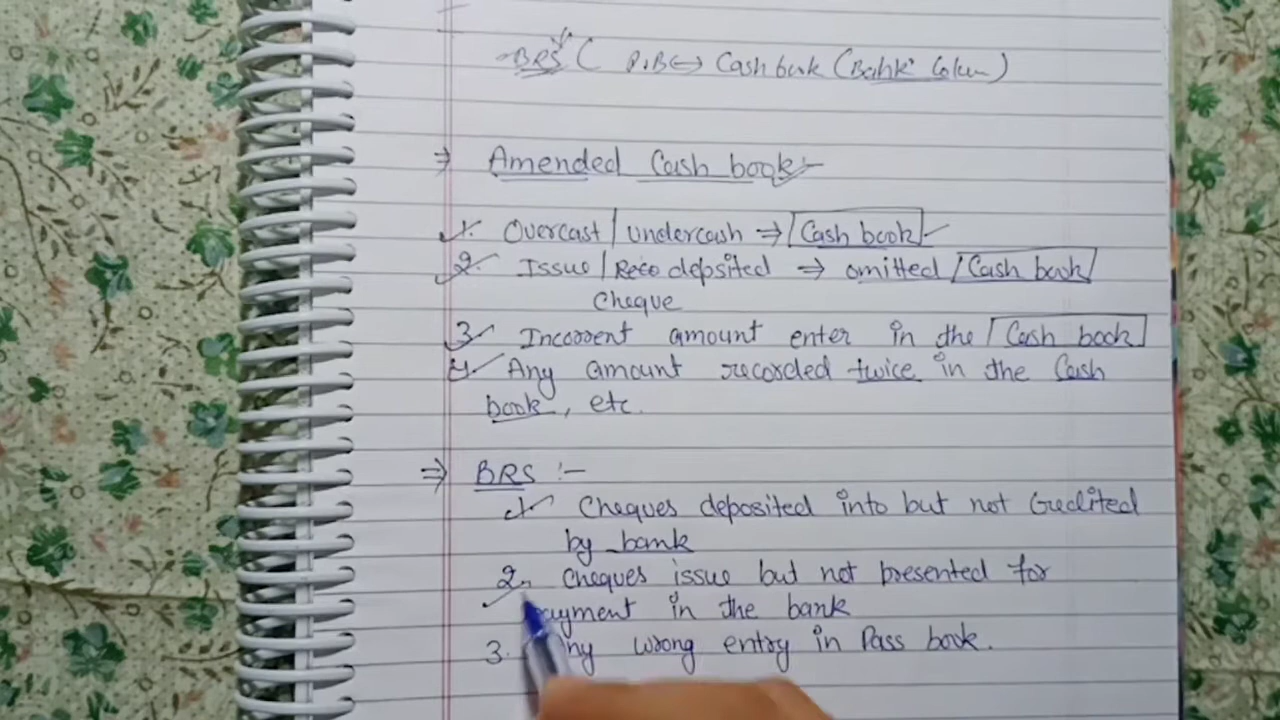 BRS ( P.B ⇔ Cash book (Bank Colum)
⇒ Amended Cash book :-
1. Overcast / undercash ⇒ Cash book
2. Issue / Reco deposited ⇒ omitted / Cash book
Cheque
3. Incorrent amount enter in the Cash book
4. Any amount recorded twice in the Cash
book, etc.
⇒ BRS :-
1. Cheques deposited into but not Credited
by bank
2. Cheques issue but not presented for
payment in the bank
3. Any wrong entry in Pass book.